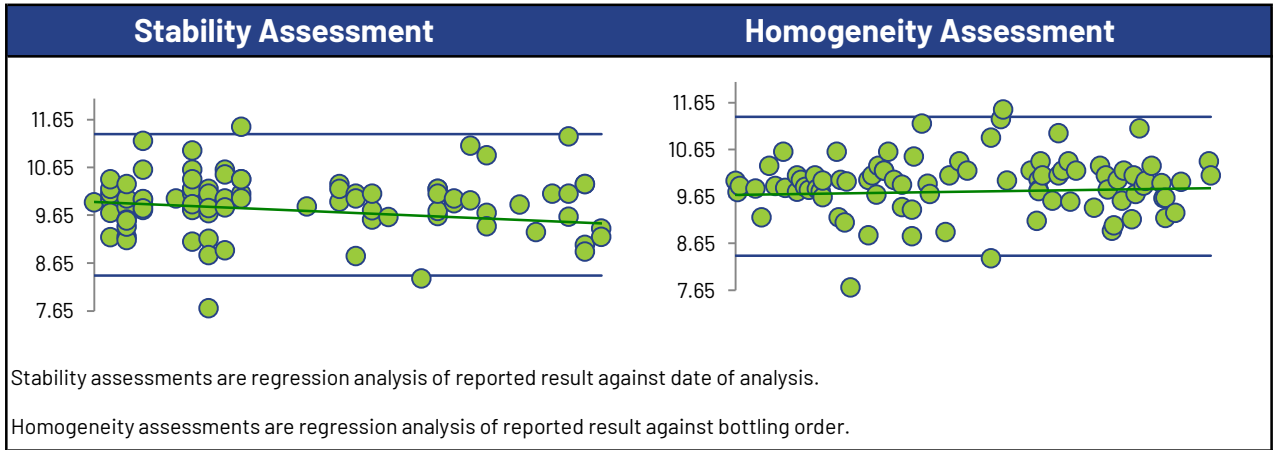 Stability Assessment
Homogeneity Assessment
11.65
10.65
9.65
8.65
7.65
11.65
10.65
9.65
8.65
7.65
Stability assessments are regression analysis of reported result against date of analysis.
Homogeneity assessments are regression analysis of reported result against bottling order.